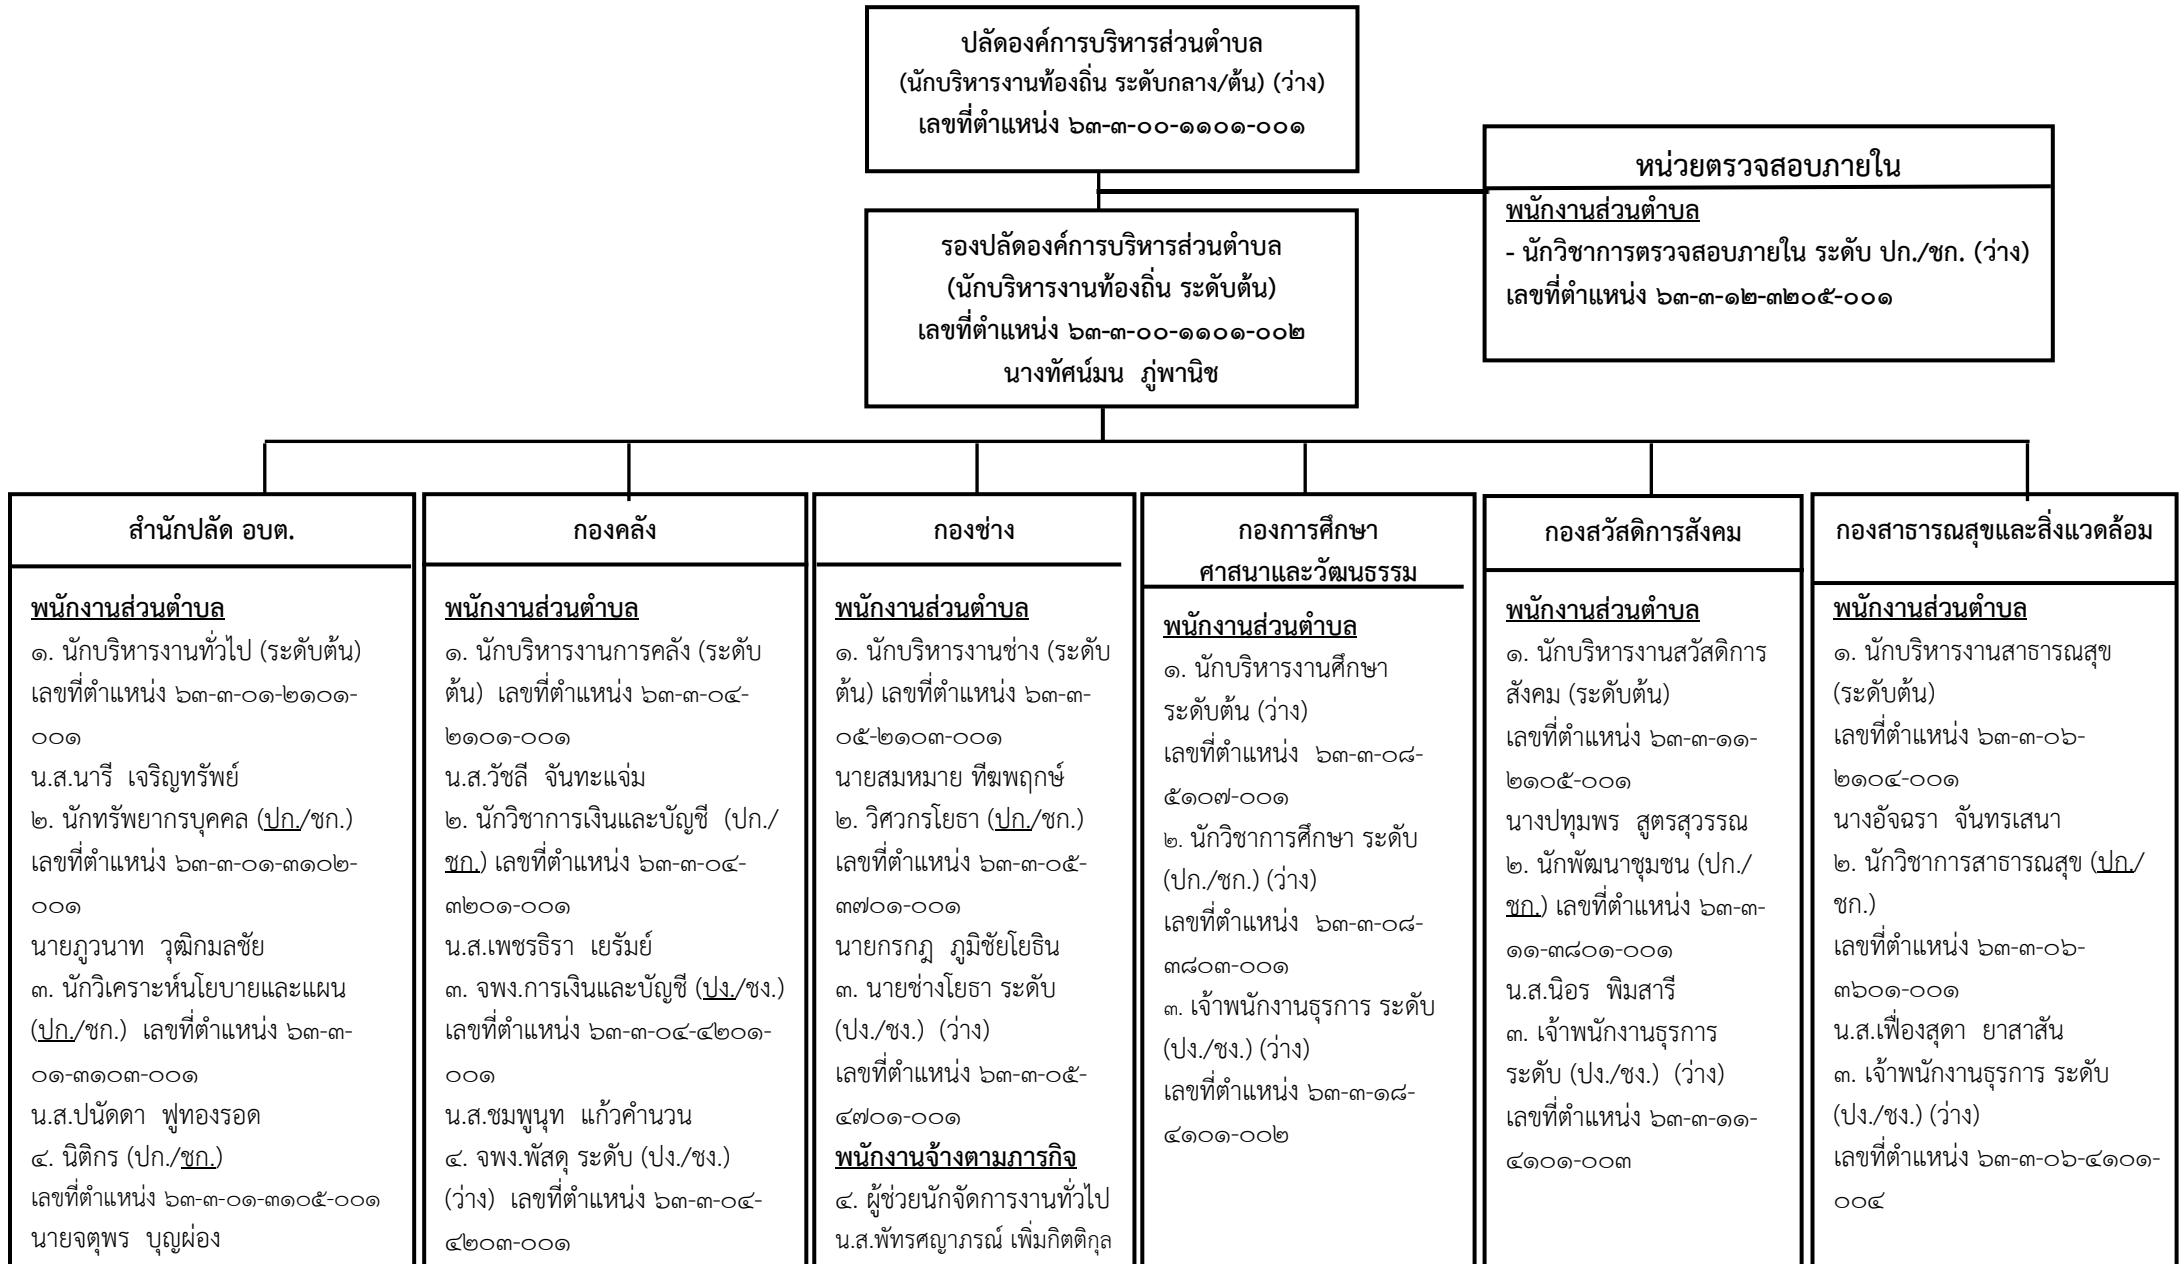 ปลัดองค์การบริหารส่วนตำบล
(นักบริหารงานท้องถิ่น ระดับกลาง/ต้น) (ว่าง)
เลขที่ตำแหน่ง ๖๓-๓-๐๐-๑๑๐๑-๐๐๑
หน่วยตรวจสอบภายใน
พนักงานส่วนตำบล
- นักวิชาการตรวจสอบภายใน ระดับ ปก./ชก. (ว่าง)
เลขที่ตำแหน่ง ๖๓-๓-๑๒-๓๒๐๕-๐๐๑
รองปลัดองค์การบริหารส่วนตำบล
(นักบริหารงานท้องถิ่น ระดับต้น)
เลขที่ตำแหน่ง ๖๓-๓-๐๐-๑๑๐๑-๐๐๒
นางทัศน์มน ภู่พานิช
สำนักปลัด อบต.
พนักงานส่วนตำบล
๑. นักบริหารงานทั่วไป (ระดับต้น)
เลขที่ตำแหน่ง ๖๓-๓-๐๑-๒๑๐๑-
๐๐๑
น.ส.นารี เจริญทรัพย์
๒. นักทรัพยากรบุคคล (ปก./ชก.)
เลขที่ตำแหน่ง ๖๓-๓-๐๑-๓๑๐๒-
๐๐๑
นายภูวนาท วุฒิกมลชัย
๓. นักวิเคราะห์นโยบายและแผน
(ปก./ชก.) เลขที่ตำแหน่ง ๖๓-๓-
๐๑-๓๑๐๓-๐๐๑
น.ส.ปนัดดา ฟูทองรอด
๔. นิติกร (ปก./ชก.)
เลขที่ตำแหน่ง ๖๓-๓-๐๑-๓๑๐๕-๐๐๑
นายจตุพร บุญผ่อง
กองคลัง
พนักงานส่วนตำบล
๑. นักบริหารงานการคลัง (ระดับ
ต้น) เลขที่ตำแหน่ง ๖๓-๓-๐๔-
๒๑๐๑-๐๐๑
น.ส.วัชลี จันทะแจ่ม
๒. นักวิชาการเงินและบัญชี (ปก./
ชก.) เลขที่ตำแหน่ง ๖๓-๓-๐๔-
๓๒๐๑-๐๐๑
น.ส.เพชรธิรา เยรัมย์
๓. จพง.การเงินและบัญชี (ปง./ชง.)
เลขที่ตำแหน่ง ๖๓-๓-๐๔-๔๒๐๑-
๐๐๑
น.ส.ชมพูนุท แก้วคำนวน
๔. จพง.พัสดุ ระดับ (ปง./ชง.)
(ว่าง) เลขที่ตำแหน่ง ๖๓-๓-๐๔-
๔๒๐๓-๐๐๑
กองช่าง
พนักงานส่วนตำบล
๑. นักบริหารงานช่าง (ระดับ
ต้น) เลขที่ตำแหน่ง ๖๓-๓-
๐๕-๒๑๐๓-๐๐๑
นายสมหมาย ทีฆพฤกษ์
๒. วิศวกรโยธา (ปก./ชก.)
เลขที่ตำแหน่ง ๖๓-๓-๐๕-
๓๗๐๑-๐๐๑
นายกรกฎ ภูมิชัยโยธิน
๓. นายช่างโยธา ระดับ
(ปง./ชง.) (ว่าง)
เลขที่ตำแหน่ง ๖๓-๓-๐๕-
๔๗๐๑-๐๐๑
พนักงานจ้างตามภารกิจ
๔. ผู้ช่วยนักจัดการงานทั่วไป
น.ส.พัทรศญาภรณ์ เพิ่มกิตติกุล
กองการศึกษา
ศาสนาและวัฒนธรรม
พนักงานส่วนตำบล
๑. นักบริหารงานศึกษา
ระดับต้น (ว่าง)
เลขที่ตำแหน่ง ๖๓-๓-๐๘-
๕๑๐๗-๐๐๑
๒. นักวิชาการศึกษา ระดับ
(ปก./ชก.) (ว่าง)
เลขที่ตำแหน่ง ๖๓-๓-๐๘-
๓๘๐๓-๐๐๑
๓. เจ้าพนักงานธุรการ ระดับ
(ปง./ชง.) (ว่าง)
เลขที่ตำแหน่ง ๖๓-๓-๑๘-
๔๑๐๑-๐๐๒
กองสวัสดิการสังคม
พนักงานส่วนตำบล
๑. นักบริหารงานสวัสดิการ
สังคม (ระดับต้น)
เลขที่ตำแหน่ง ๖๓-๓-๑๑-
๒๑๐๕-๐๐๑
นางปทุมพร สูตรสุวรรณ
๒. นักพัฒนาชุมชน (ปก./
ชก.) เลขที่ตำแหน่ง ๖๓-๓-
๑๑-๓๘๐๑-๐๐๑
น.ส.นิอร พิมสารี
๓. เจ้าพนักงานธุรการ
ระดับ (ปง./ชง.) (ว่าง)
เลขที่ตำแหน่ง ๖๓-๓-๑๑-
๔๑๐๑-๐๐๓
กองสาธารณสุขและสิ่งแวดล้อม
พนักงานส่วนตำบล
๑. นักบริหารงานสาธารณสุข
(ระดับต้น)
เลขที่ตำแหน่ง ๖๓-๓-๐๖-
๒๑๐๔-๐๐๑
นางอัจฉรา จันทรเสนา
๒. นักวิชาการสาธารณสุข (ปก./
ชก.)
เลขที่ตำแหน่ง ๖๓-๓-๐๖-
๓๖๐๑-๐๐๑
น.ส.เฟื่องสุดา ยาสาสัน
๓. เจ้าพนักงานธุรการ ระดับ
(ปง./ชง.) (ว่าง)
เลขที่ตำแหน่ง ๖๓-๓-๐๖-๔๑๐๑-
๐๐๔